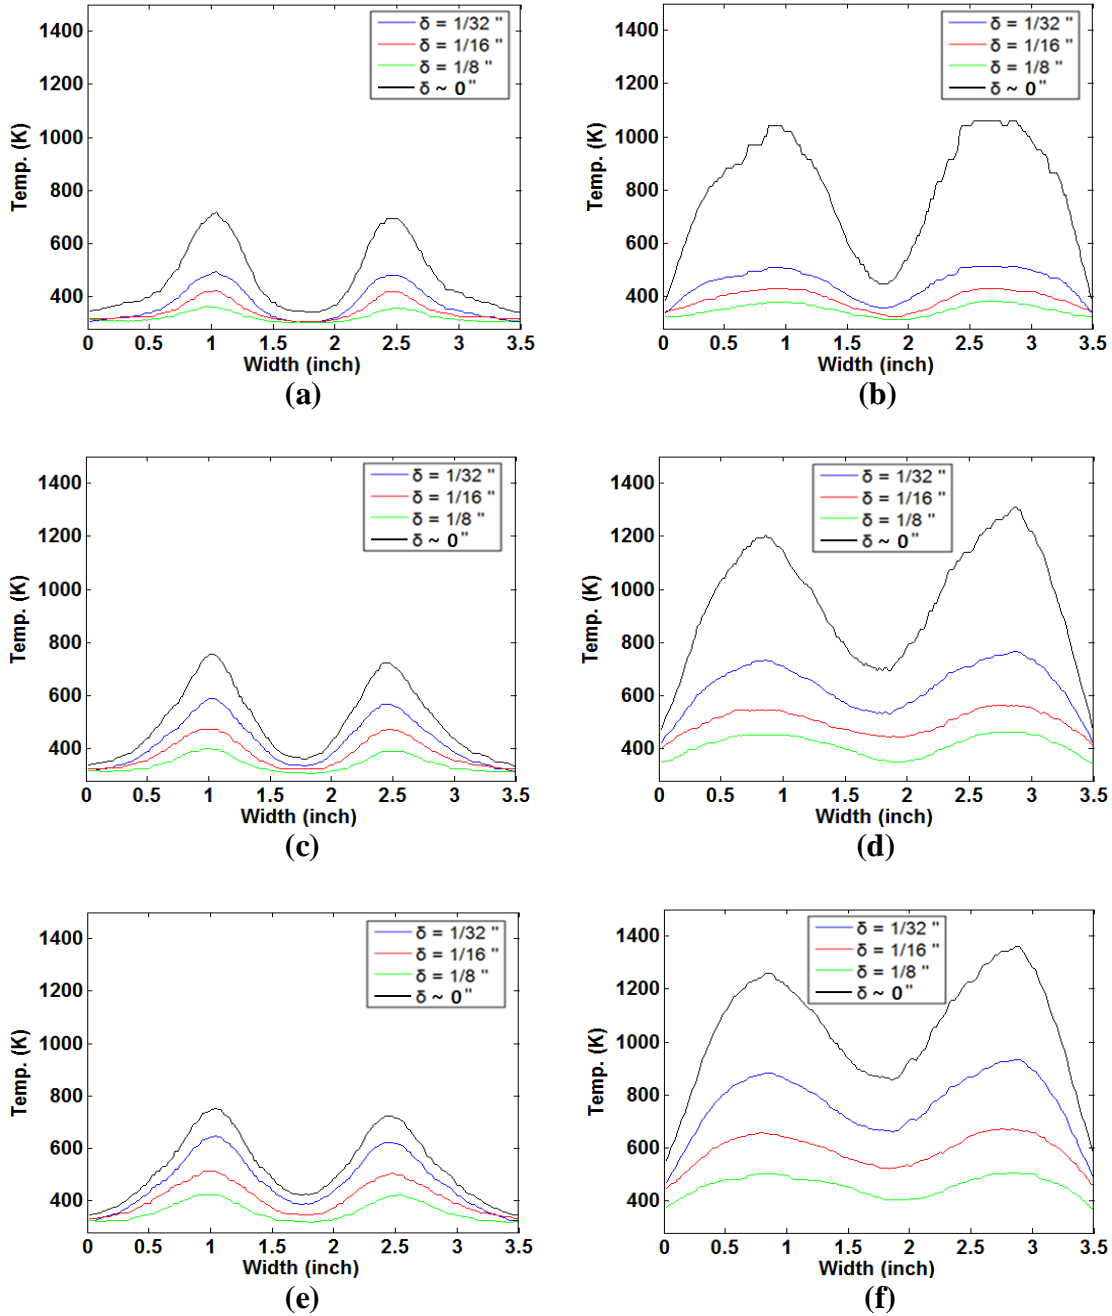 1400
1200
1000
800
600
400
Temp. (K)
δ = 1/32 "
δ = 1/16 "
δ = 1/8 "
δ ~ 0"
0 0.5 1 1.5 2 2.5 3 3.5
Width (inch)
(a)
1400
1200
1000
800
600
400
Temp. (K)
δ = 1/32 "
δ = 1/16 "
δ = 1/8 "
δ ~ 0"
0 0.5 1 1.5 2 2.5 3 3.5
Width (inch)
(b)
1400
1200
1000
800
600
400
Temp. (K)
δ = 1/32 "
δ = 1/16 "
δ = 1/8 "
δ ~ 0"
0 0.5 1 1.5 2 2.5 3 3.5
Width (inch)
(c)
1400
1200
1000
800
600
400
Temp. (K)
δ = 1/32 "
δ = 1/16 "
δ = 1/8 "
δ ~ 0"
0 0.5 1 1.5 2 2.5 3 3.5
Width (inch)
(d)
1400
1200
1000
800
600
400
Temp. (K)
δ = 1/32 "
δ = 1/16 "
δ = 1/8 "
δ ~ 0"
0 0.5 1 1.5 2 2.5 3 3.5
Width (inch)
(e)
1400
1200
1000
800
600
400
Temp. (K)
δ = 1/32 "
δ = 1/16 "
δ = 1/8 "
δ ~ 0"
0 0.5 1 1.5 2 2.5 3 3.5
Width (inch)
(f)